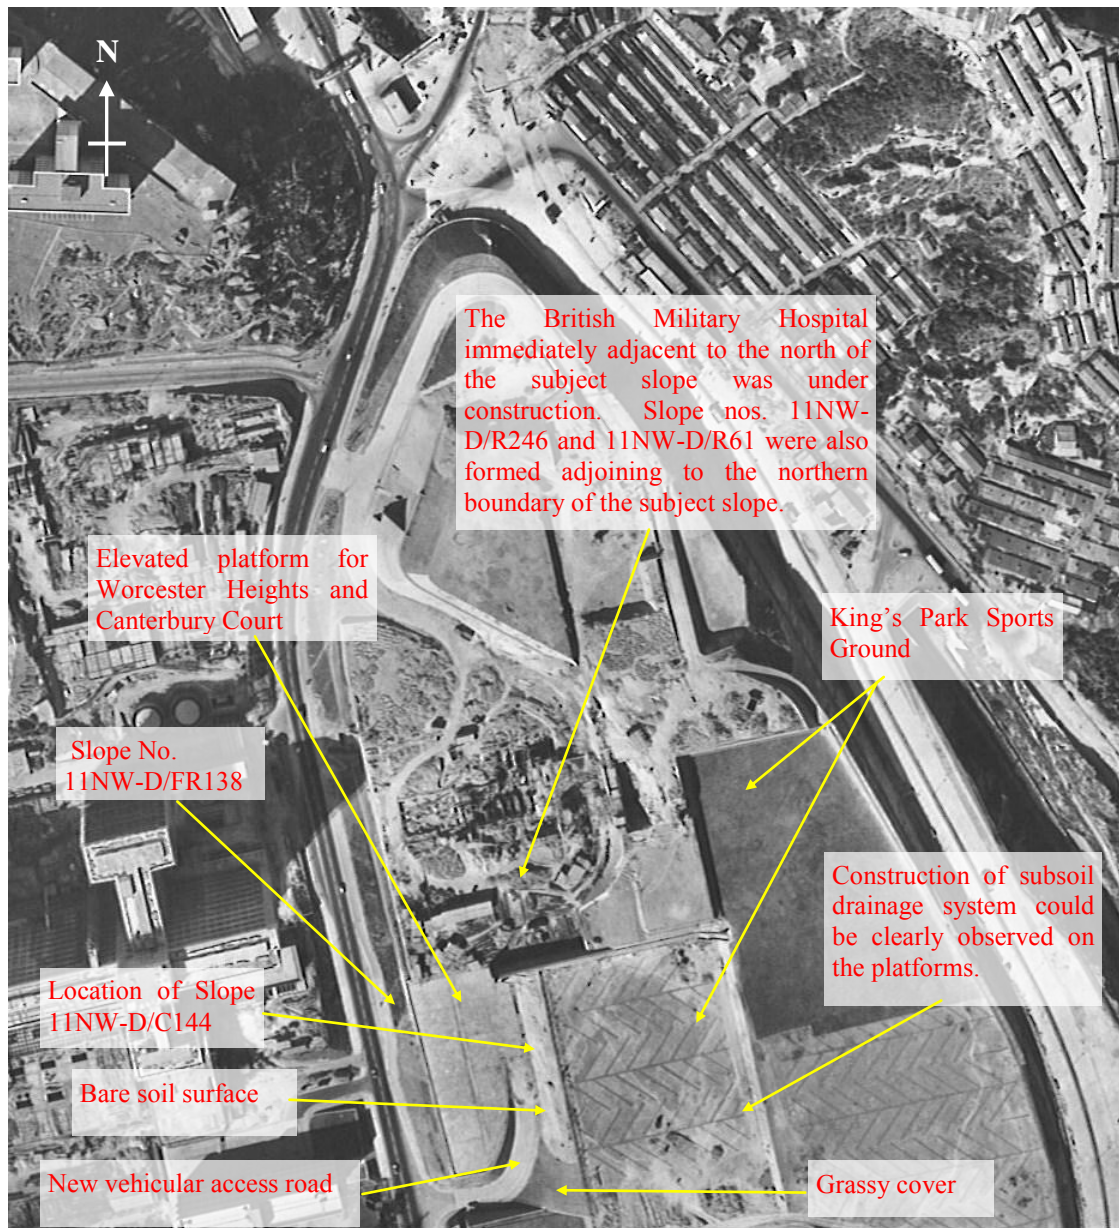 N
The British Military Hospital
immediately adjacent to the north of
the subject slope was under
construction. Slope nos. 11NW-
D/R246 and 11NW-D/R61 were also
formed adjoining to the northern
boundary of the subject slope.
Elevated platform for
Worcester Heights and
Canterbury Court
King's Park Sports
Ground
Slope No.
11NW-D/FR138
Construction of subsoil
drainage system could
be clearly observed on
the platforms.
Location of Slope
11NW-D/C144
Bare soil surface
New vehicular access road
Grassy cover